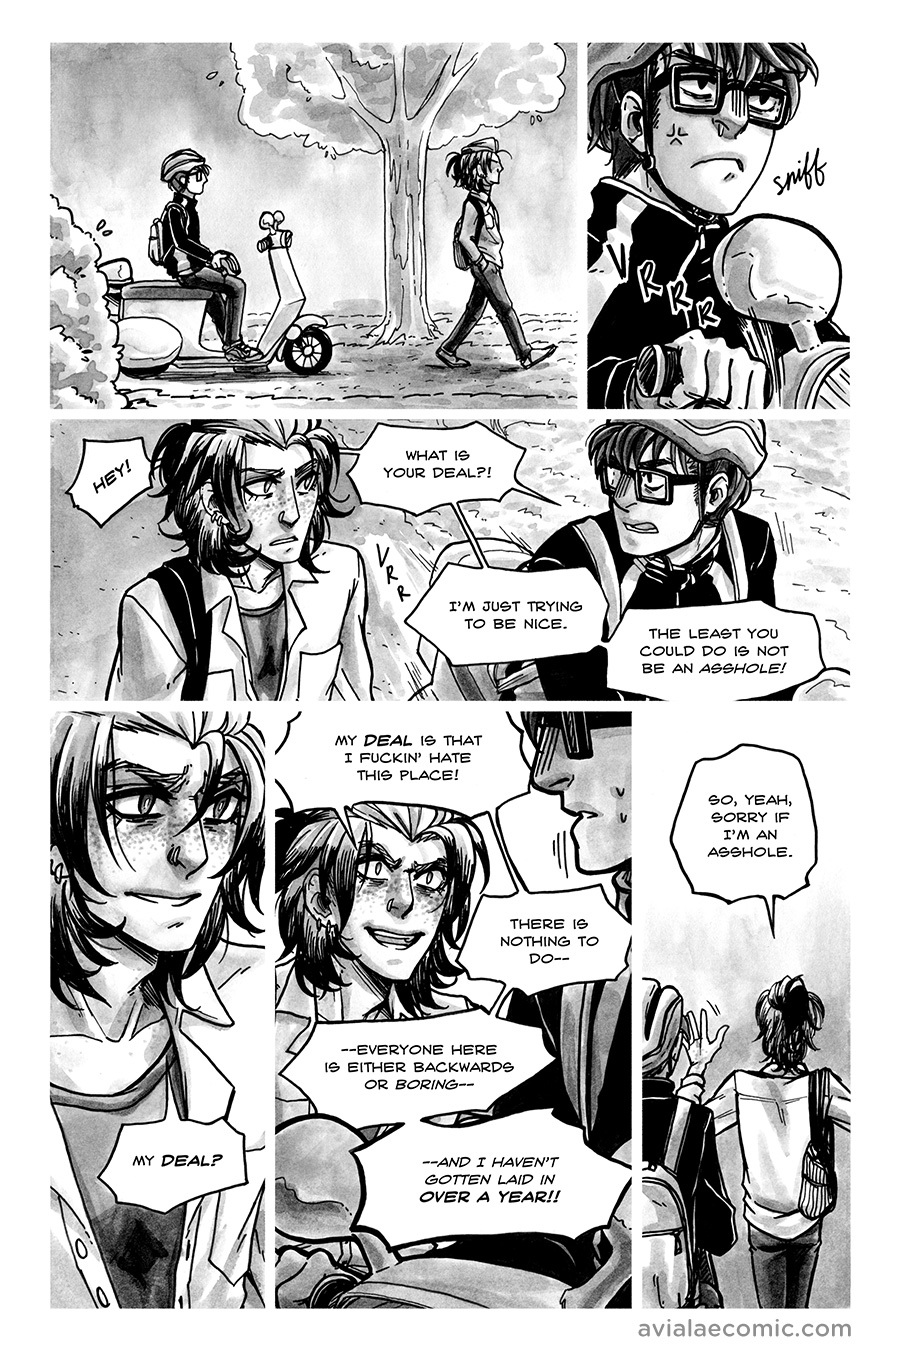 sniff
VRRR
HEY!
WHAT IS
YOUR DEAL?!
VRR
I'M JUST TRYING
TO BE NICE.
THE LEAST YOU
COULD DO IS NOT
BE AN ASSHOLE!
MY DEAL?
MY DEAL IS THAT
I FUCKIN' HATE
THIS PLACE!
THERE IS
NOTHING TO
DO--
--EVERYONE HERE
IS EITHER BACKWARDS
OR BORING--
--AND I HAVEN'T
GOTTEN LAID IN
OVER A YEAR!!
SO, YEAH,
SORRY IF
I'M AN
ASSHOLE.
avialaecomic.com